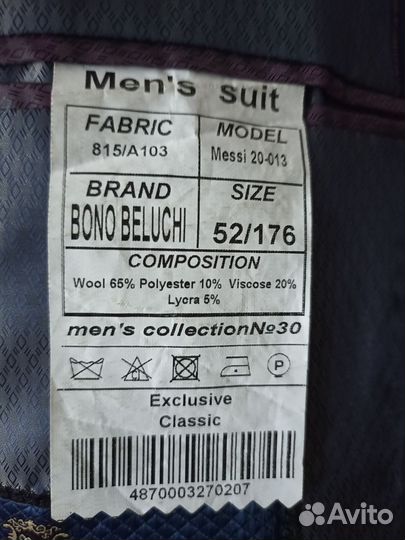 Men's suit
FABRIC MODEL
815/A103 Messi 20-013
BRAND SIZE
BONO BELUCHI 52/176
COMPOSITION
Wool 65% Polyester 10% Viscose 20%
Lycra 5%
men's collection№30
P
Exclusive
Classic
4870003270207
Avito